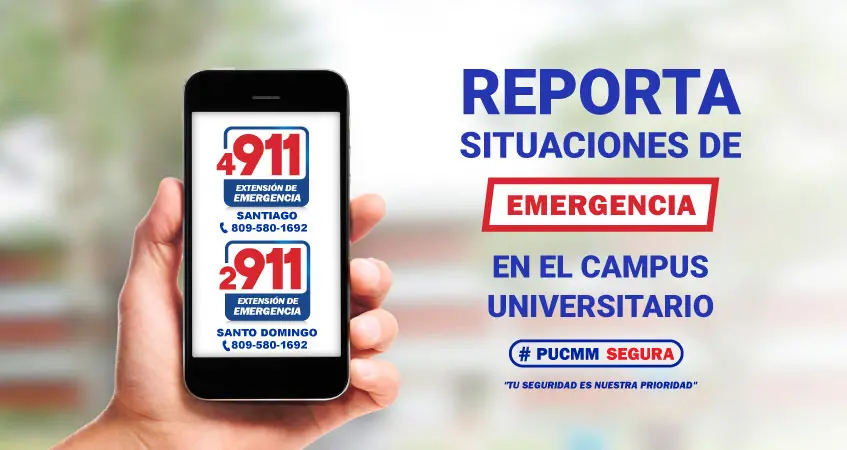 4911
EXTENSIÓN DE
EMERGENCIA
SANTIAGO
809-580-1692
2911
EXTENSIÓN DE
EMERGENCIA
SANTO DOMINGO
809-580-1692
REPORTA
SITUACIONES DE
EMERGENCIA
EN EL CAMPUS
UNIVERSITARIO
# PUCMM SEGURA
"TU SEGURIDAD ES NUESTRA PRIORIDAD"